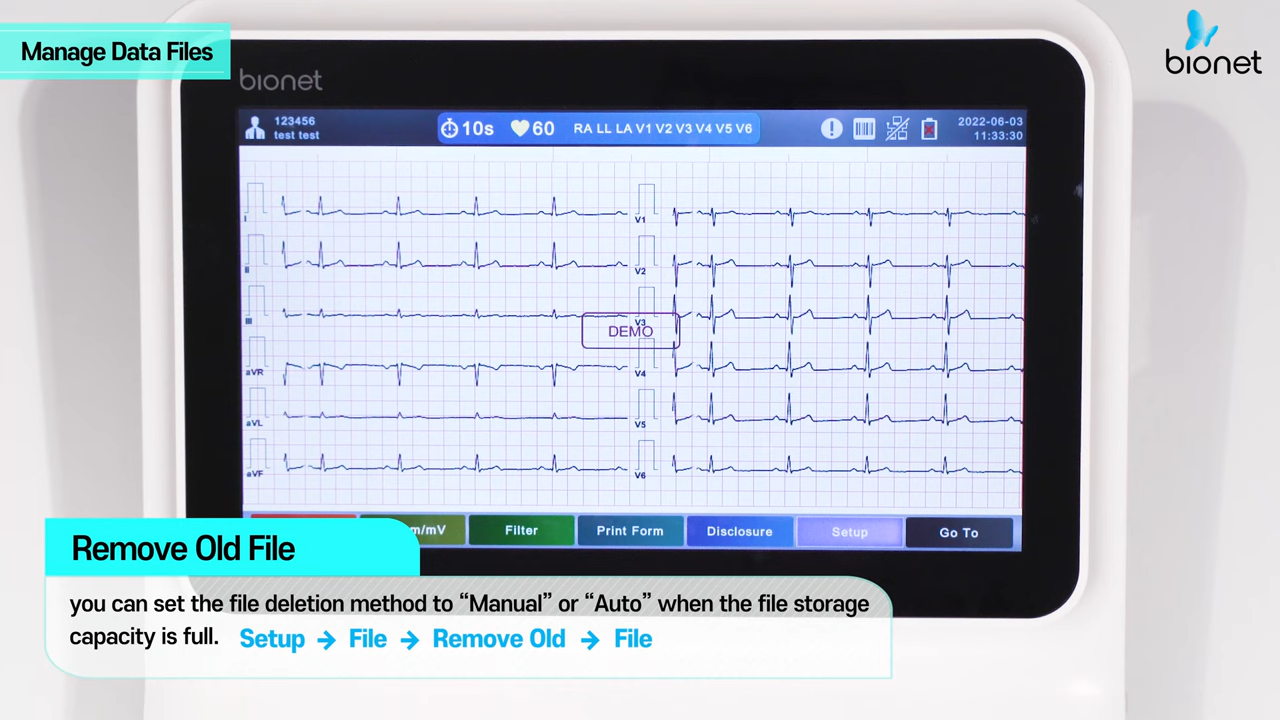 Manage Data Files
bionet
bionet
123456
test test
10s
60
RA LL LA V1 V2 V3 V4 V5 V6
2022-06-03
11:33:30
I
V1
II
V2
III
V3
DEMO
aVR
V4
aVL
V5
aVF
V6
m/mV
Filter
Print Form
Disclosure
Setup
Go To
Remove Old File
you can set the file deletion method to “Manual” or “Auto” when the file storage
capacity is full. Setup → File → Remove Old → File